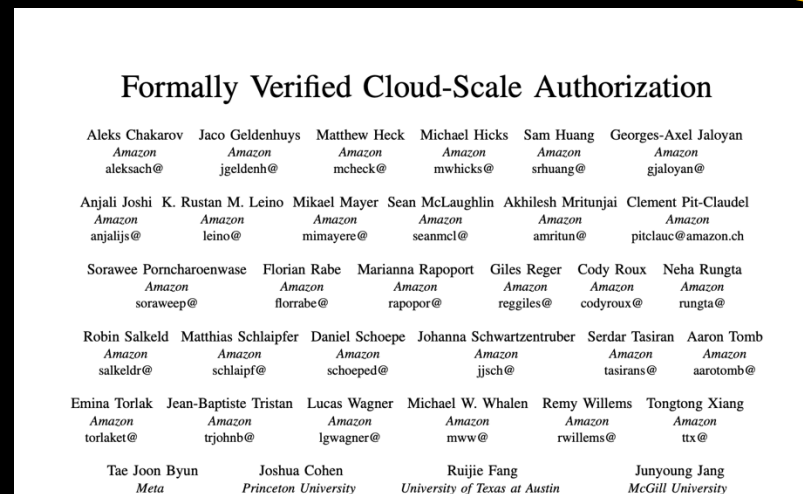 Formally Verified Cloud-Scale Authorization
Aleks Chakarov Jaco Geldenhuys Matthew Heck Michael Hicks Sam Huang Georges-Axel Jaloyan
Amazon Amazon Amazon Amazon Amazon Amazon
aleksach@ jgeldenh@ mcheck@ mwhicks@ srhuang@ gjaloyan@
Anjali Joshi K. Rustan M. Leino Mikael Mayer Sean McLaughlin Akhilesh Mritunjai Clement Pit-Claudel
Amazon Amazon Amazon Amazon Amazon Amazon
anjalijs@ leino@ mimayere@ seanmcl@ amritun@ pitclauc@amazon.ch
Sorawee Porncharoenwase Florian Rabe Marianna Rapoport Giles Reger Cody Roux Neha Rungta
Amazon Amazon Amazon Amazon Amazon Amazon
soraweep@ florrabe@ rapopor@ reggiles@ codyroux@ rungta@
Robin Salkeld Matthias Schlaipfer Daniel Schoepe Johanna Schwartzentruber Serdar Tasiran Aaron Tomb
Amazon Amazon Amazon Amazon Amazon Amazon
salkeldr@ schlaipf@ schoeped@ jjsch@ tasirans@ aarotomb@
Emina Torlak Jean-Baptiste Tristan Lucas Wagner Michael W. Whalen Remy Willems Tongtong Xiang
Amazon Amazon Amazon Amazon Amazon Amazon
torlaket@ trjohnb@ lgwagner@ mww@ rwillems@ ttx@
Tae Joon Byun Joshua Cohen Ruijie Fang Junyoung Jang
Meta Princeton University University of Texas at Austin McGill University